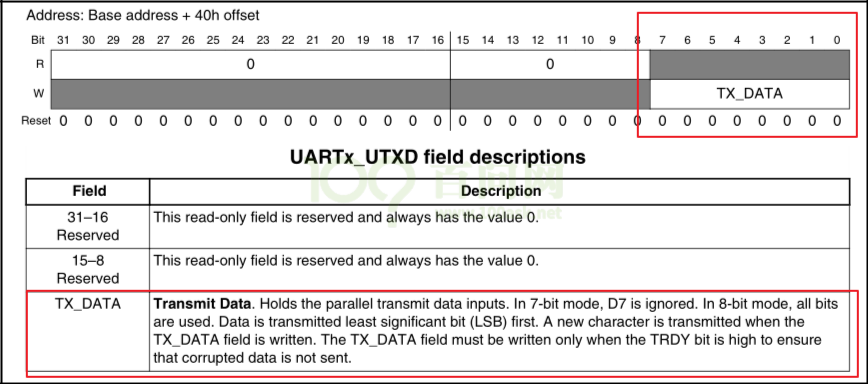 Address: Base address + 40h offset
Bit 31 30 29 28 27 26 25 24 23 22 21 20 19 18 17 16 15 14 13 12 11 10 9 8 7 6 5 4 3 2 1 0
R 0 0
W TX_DATA
Reset 0 0 0 0 0 0 0 0 0 0 0 0 0 0 0 0 0 0 0 0 0 0 0 0 0 0 0 0 0 0 0 0
UARTx_UTXD field descriptions
Field Description
31–16 This read-only field is reserved and always has the value 0.
Reserved
15–8 This read-only field is reserved and always has the value 0.
Reserved
TX_DATA Transmit Data. Holds the parallel transmit data inputs. In 7-bit mode, D7 is ignored. In 8-bit mode, all bits
are used. Data is transmitted least significant bit (LSB) first. A new character is transmitted when the
TX_DATA field is written. The TX_DATA field must be written only when the TRDY bit is high to ensure
that corrupted data is not sent.